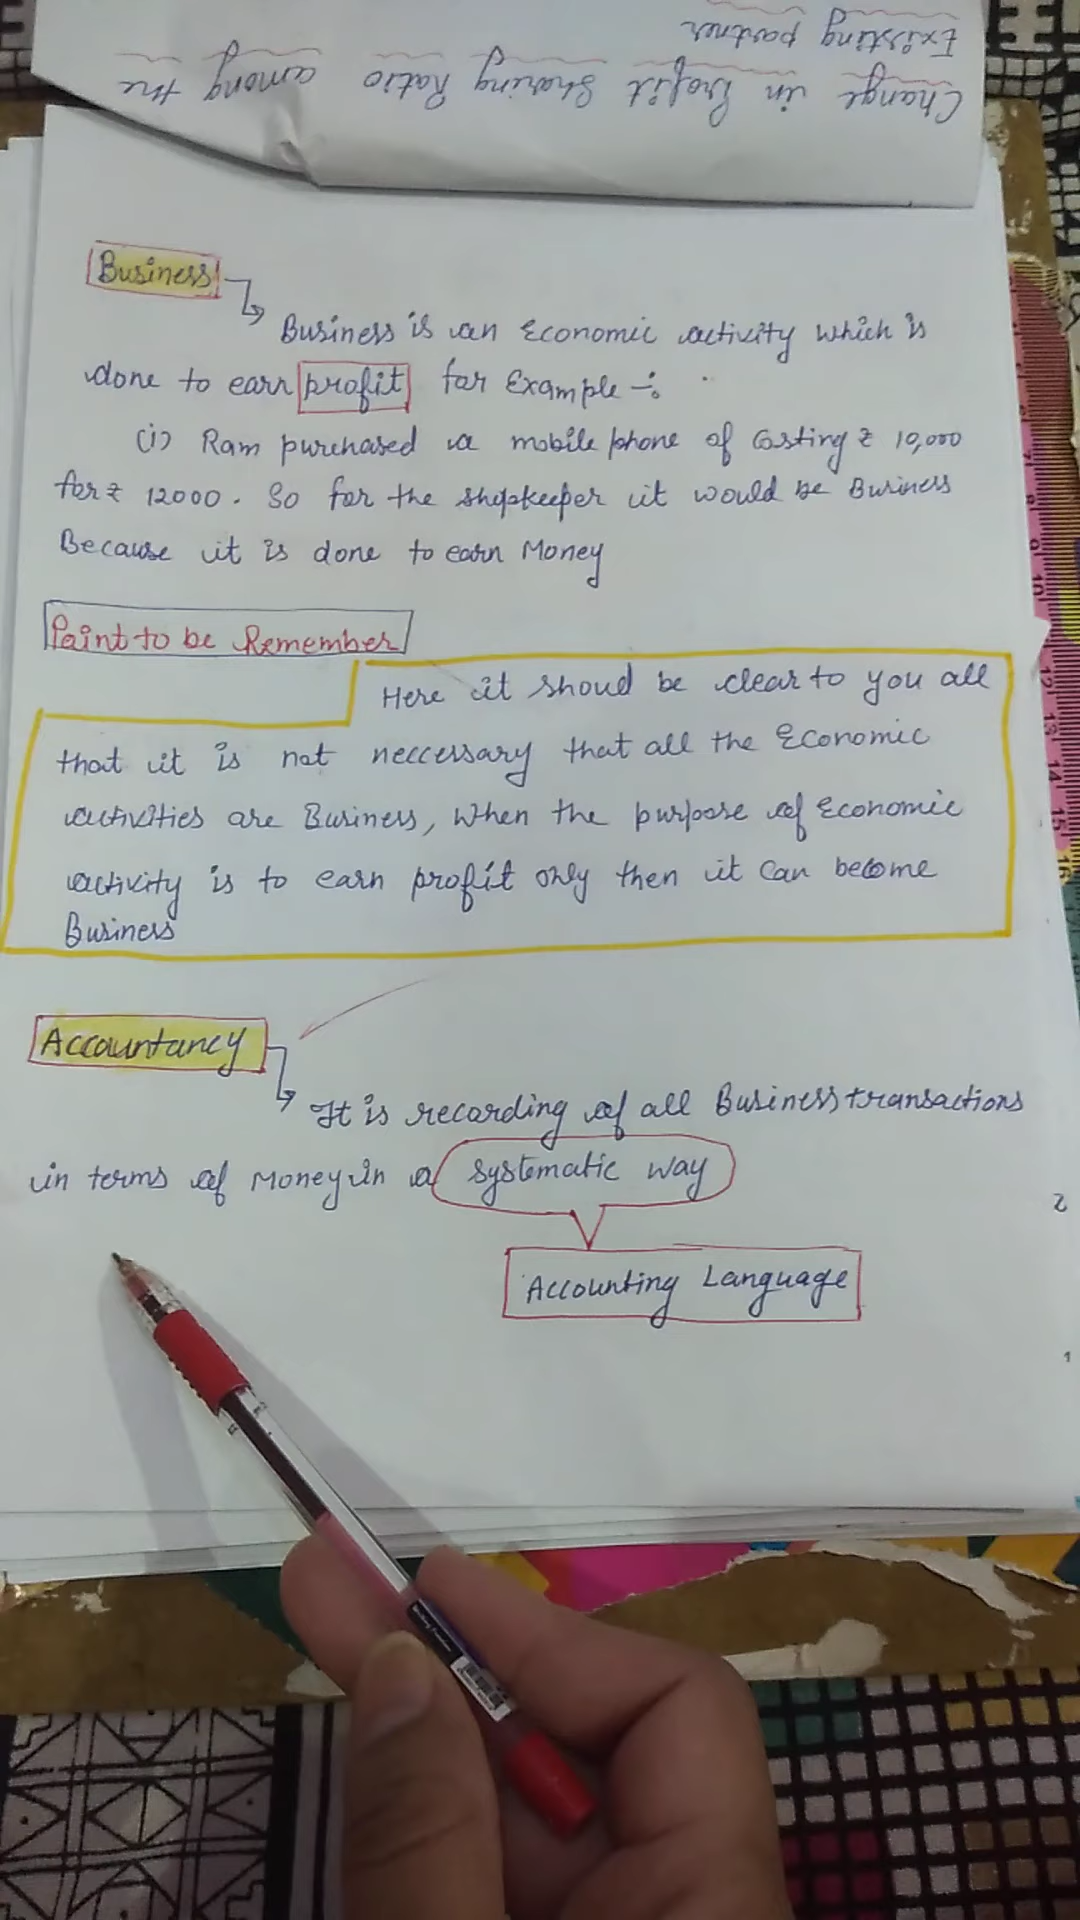 Change in Profit Sharing Ratio among the
Existing partner
Business
Business is an Economic activity which is
done to earn profit for Example -:
(i) Ram purchased a mobile phone of Costing ₹ 10,000
for ₹ 12000. So for the shopkeeper it would be Business
Because it is done to earn Money
Point to be Remember
Here it shoud be clear to you all
that it is not neccessary that all the Economic
activities are Business, When the purpose of Economic
activity is to earn profit only then it can become
Business
Accountancy
It is recording of all Business transactions
in terms of Money in a systematic way
Accounting Language
2
1